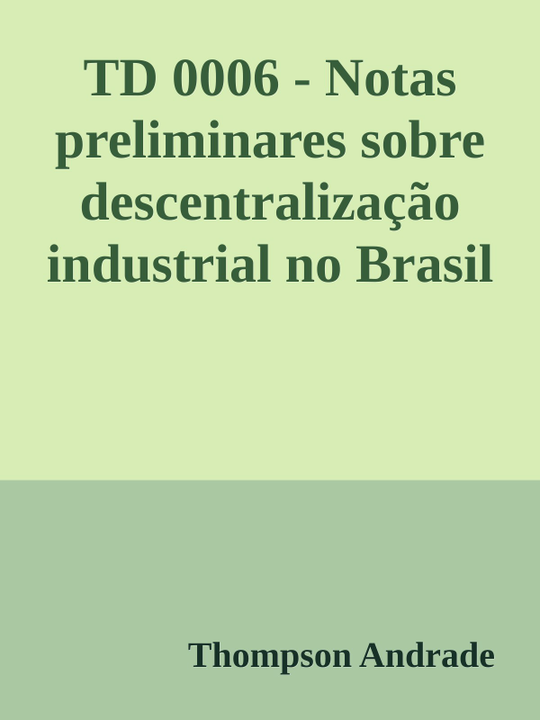 TD 0006 - Notas
preliminares sobre
descentralização
industrial no Brasil
Thompson Andrade